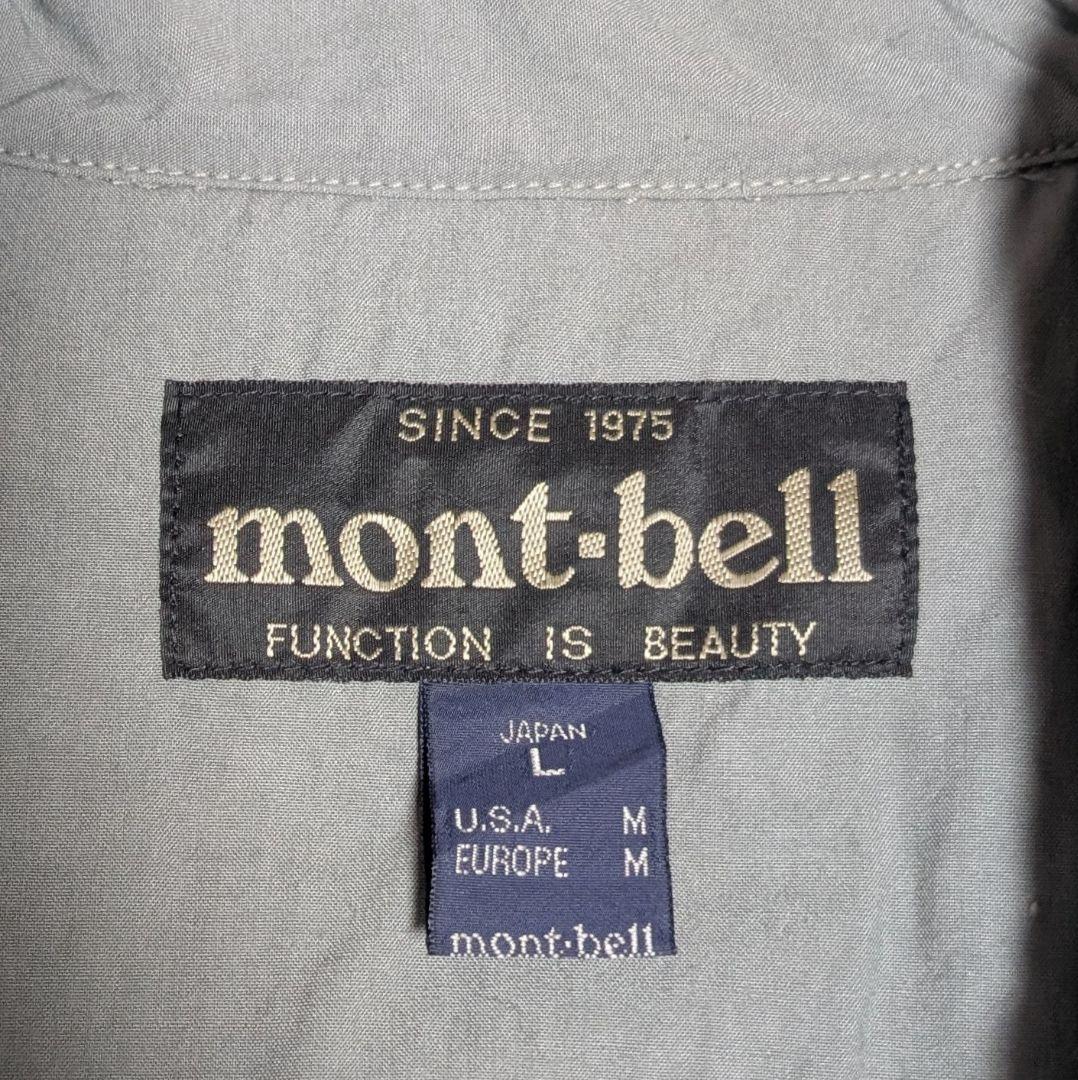 SINCE 1975
mont·bell
FUNCTION IS BEAUTY
JAPAN
L
U.S.A. M
EUROPE M
mont·bell